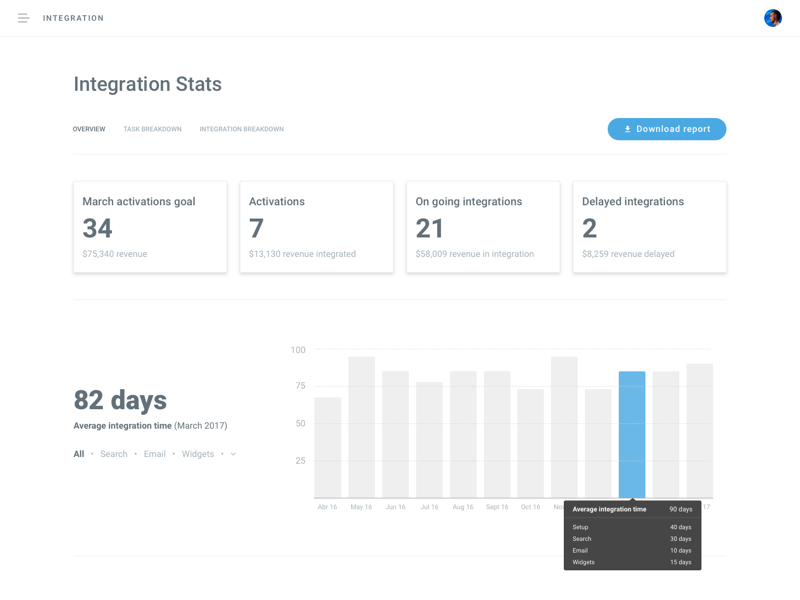 INTEGRATION
Integration Stats
OVERVIEW TASK BREAKDOWN INTEGRATION BREAKDOWN Download report
March activations goal
34
$75,340 revenue
Activations
7
$13,130 revenue integrated
On going integrations
21
$58,009 revenue in integration
Delayed integrations
2
$8,259 revenue delayed
82 days
Average integration time (March 2017)
All • Search • Email • Widgets •
100
75
50
25
Abr 16 May 16 Jun 16 Jul 16 Aug 16 Sept 16 Oct 16 17
Average integration time 90 days
Setup 40 days
Search 30 days
Email 10 days
Widgets 15 days